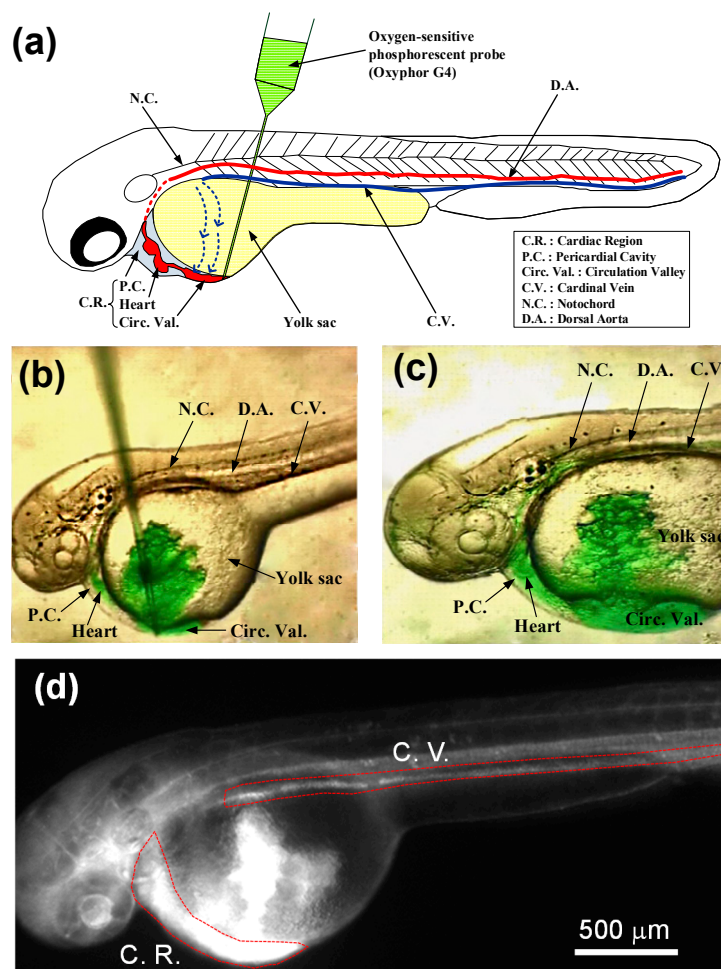 (a)
Oxygen-sensitive
phosphorescent probe
(Oxyphor G4)
N.C.
D.A.
C.R.
P.C.
Heart
Circ. Val.
Yolk sac
C.V.
C.R. : Cardiac Region
P.C. : Pericardial Cavity
Circ. Val. : Circulation Valley
C.V. : Cardinal Vein
N.C. : Notochord
D.A. : Dorsal Aorta
(b)
N.C.
D.A.
C.V.
Yolk sac
P.C.
Heart
Circ. Val.
(c)
N.C.
D.A.
C.V.
Yolk sac
P.C.
Heart
Circ. Val.
(d)
C. V.
C. R.
500 μm